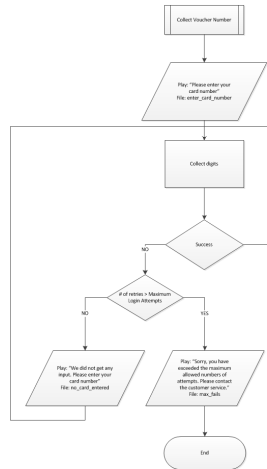 Collect Voucher Number
Play: "Please enter your
card number"
File: enter_card_number
Collect digits
Success
NO
# of retries > Maximum
Login Attempts
NO
YES
Play: "We did not get any
input. Please enter your
card number"
File: no_card_entered
Play: "Sorry, you have
exceeded the maximum
allowed numbers of
attempts. Please contact
the customer service."
File: max_fails
End